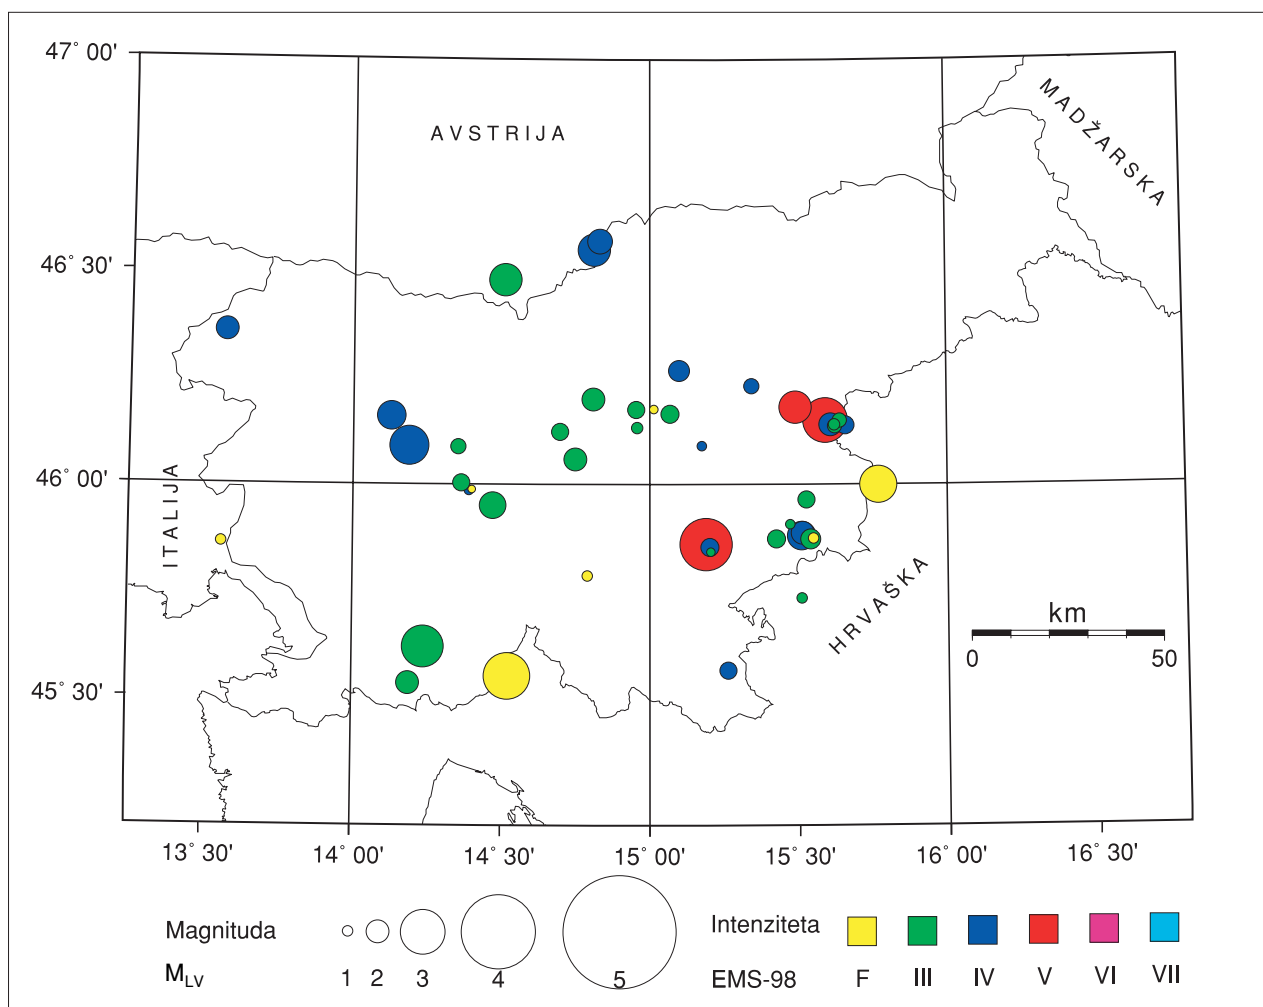 47° 00'
AVSTRIJA
MADŽARSKA
46° 30'
46° 00'
ITALIJA
HRVAŠKA
km
0 50
45° 30'
13° 30' 14° 00' 14° 30' 15° 00' 15° 30' 16° 00' 16° 30'
Magnituda Intenziteta
MLV 1 2 3 4 5 EMS-98 F III IV V VI VII